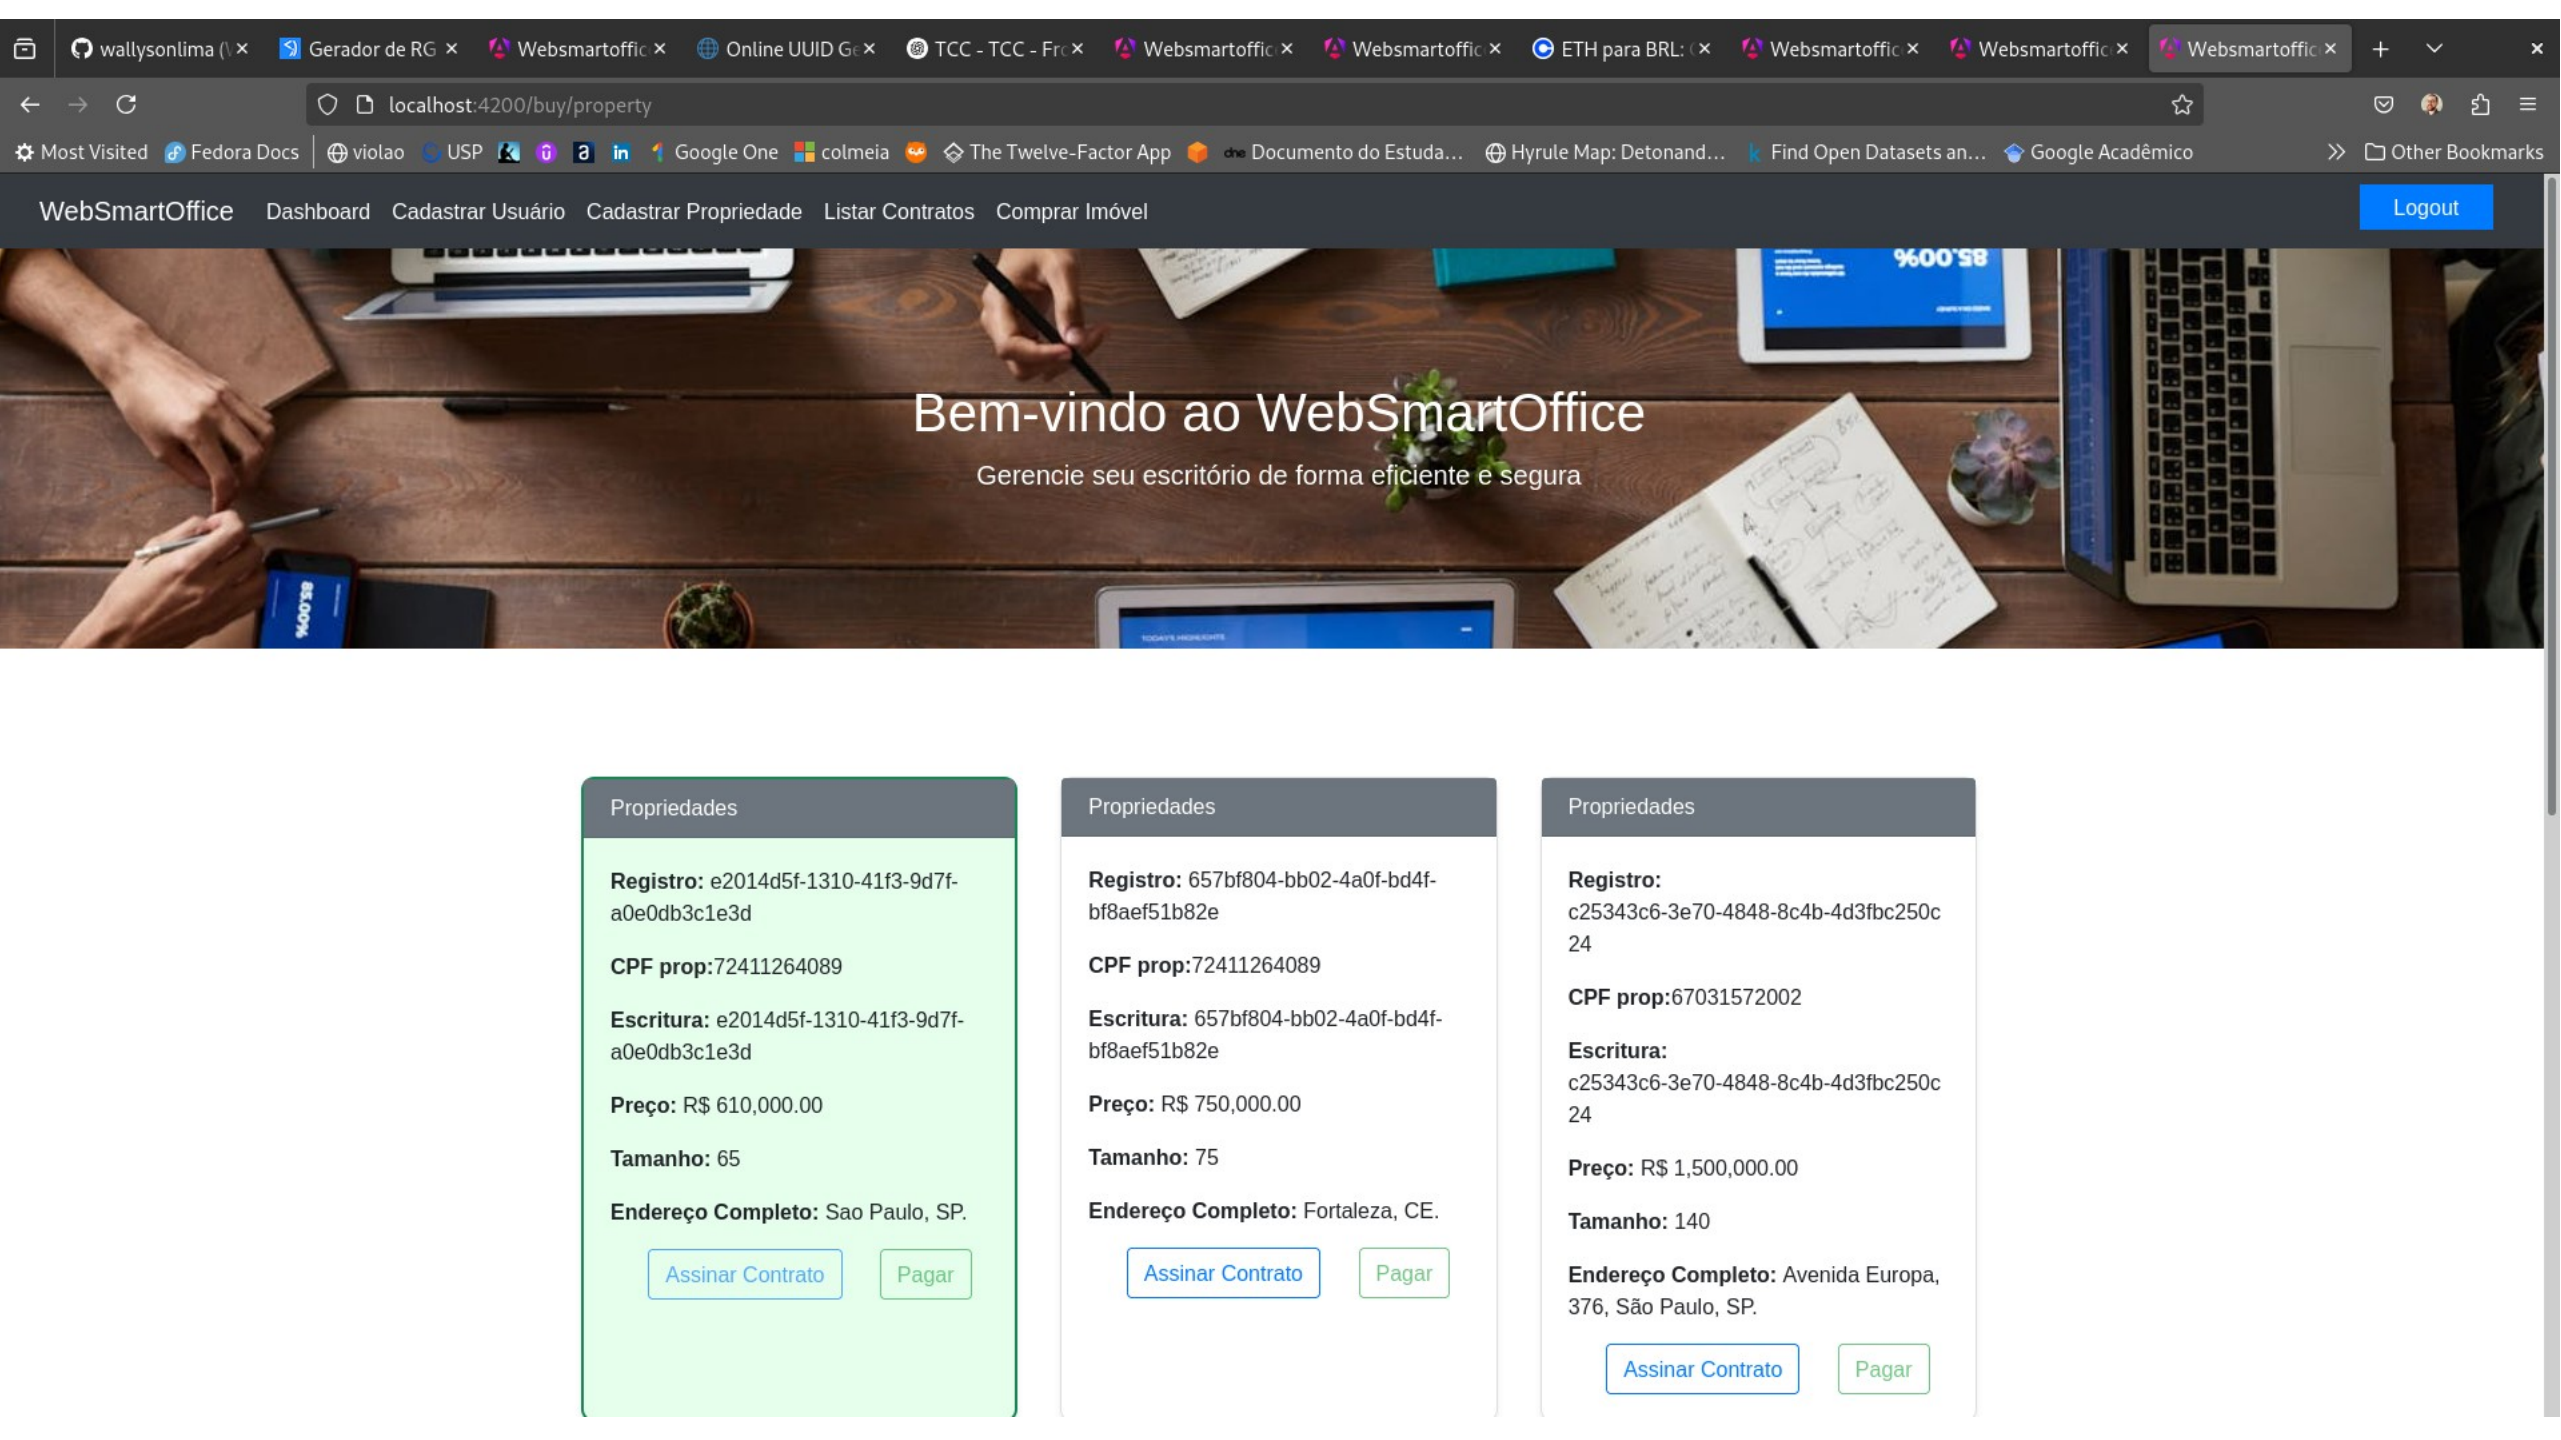 wallysonlima (
Gerador de RG
Websmartoffic
Online UUID Ge
TCC - TCC - Fro
Websmartoffic
Websmartoffic
ETH para BRL: (
Websmartoffic
Websmartoffic
Websmartoffic
localhost:4200/buy/property
Most Visited
Fedora Docs
violao
USP
Google One
colmeia
The Twelve-Factor App
dne Documento do Estuda...
Hyrule Map: Detonand...
Find Open Datasets an...
Google Acadêmico
Other Bookmarks
WebSmartOffice
Dashboard
Cadastrar Usuário
Cadastrar Propriedade
Listar Contratos
Comprar Imóvel
Logout
85.00%
Bem-vindo ao WebSmartOffice
Gerencie seu escritório de forma eficiente e segura
85.00%
TODAY'S HIGHLIGHTS
Propriedades
Registro: e2014d5f-1310-41f3-9d7f-
a0e0db3c1e3d
CPF prop:72411264089
Escritura: e2014d5f-1310-41f3-9d7f-
a0e0db3c1e3d
Preço: R$ 610,000.00
Tamanho: 65
Endereço Completo: Sao Paulo, SP.
Assinar Contrato
Pagar
Propriedades
Registro: 657bf804-bb02-4a0f-bd4f-
bf8aef51b82e
CPF prop:72411264089
Escritura: 657bf804-bb02-4a0f-bd4f-
bf8aef51b82e
Preço: R$ 750,000.00
Tamanho: 75
Endereço Completo: Fortaleza, CE.
Assinar Contrato
Pagar
Propriedades
Registro:
c25343c6-3e70-4848-8c4b-4d3fbc250c
24
CPF prop:67031572002
Escritura:
c25343c6-3e70-4848-8c4b-4d3fbc250c
24
Preço: R$ 1,500,000.00
Tamanho: 140
Endereço Completo: Avenida Europa,
376, São Paulo, SP.
Assinar Contrato
Pagar